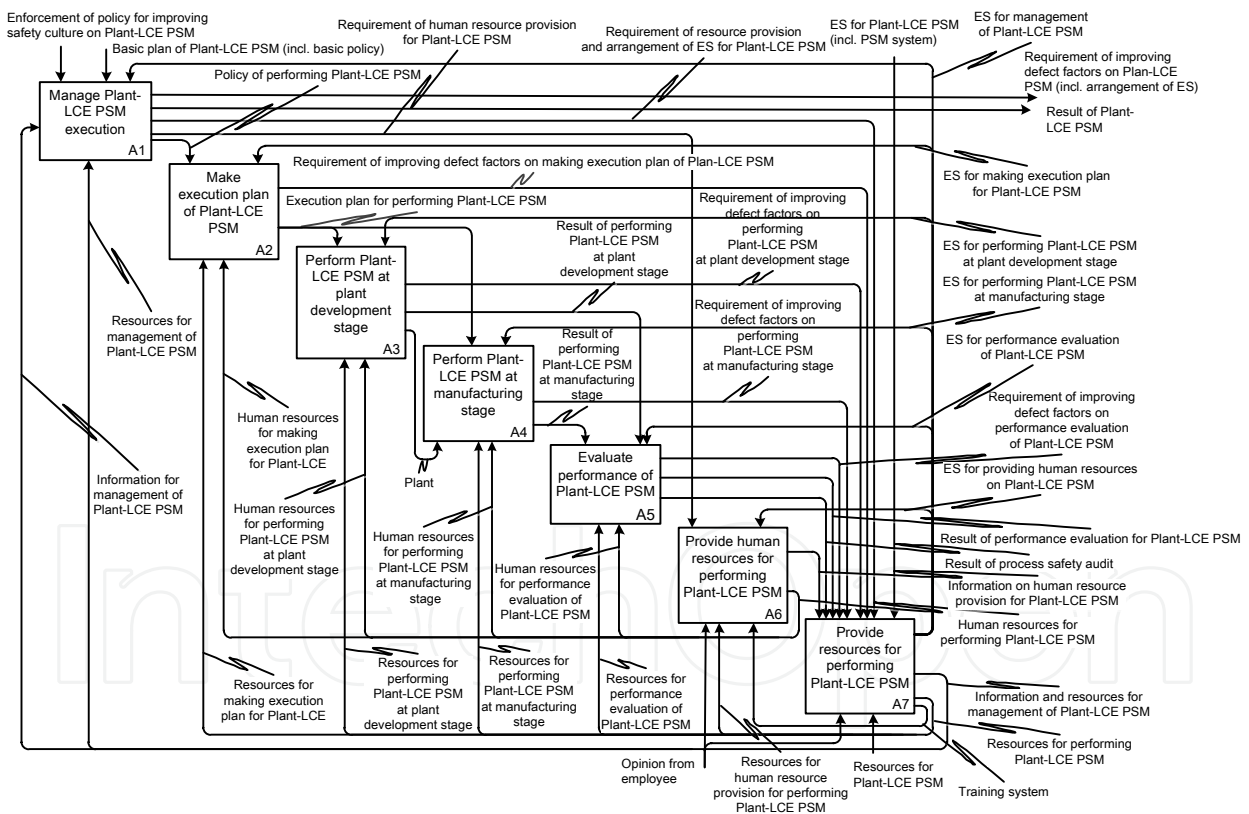 Enforcement of policy for improving
safety culture on Plant-LCE PSM
Basic plan of Plant-LCE PSM (incl. basic policy)
Policy of performing Plant-LCE PSM
Requirement of human resource provision
for Plant-LCE PSM
Requirement of resource provision
and arrangement of ES for Plant-LCE PSM
ES for Plant-LCE PSM
(incl. PSM system)
ES for management
of Plant-LCE PSM
Requirement of improving
defect factors on Plan-LCE
PSM (incl. arrangement of ES)
Result of Plant-
LCE PSM
Manage Plant-
LCE PSM
execution
A1
Make
execution plan
of Plant-LCE
PSM
A2
Requirement of improving defect factors on making execution plan of Plan-LCE PSM
ES for making execution plan
for Plant-LCE PSM
Execution plan for performing Plant-LCE PSM
Requirement of improving
defect factors on
performing
Plant-LCE PSM
at plant development stage
Result of performing
Plant-LCE PSM
at plant
development stage
ES for performing Plant-LCE PSM
at plant development stage
ES for performing Plant-LCE PSM
at manufacturing stage
Perform Plant-
LCE PSM at
plant
development
stage
A3
Resources for
management of
Plant-LCE PSM
Requirement of improving
defect factors on
performing
Plant-LCE PSM
at manufacturing stage
Result of
performing
Plant-LCE PSM
at manufacturing
stage
ES for performance evaluation
of Plant-LCE PSM
Perform Plant-
LCE PSM at
manufacturing
stage
A4
Requirement of improving
defect factors on
performance evaluation
of Plant-LCE PSM
Human resources
for making
execution plan
for Plant-LCE
Plant
Evaluate
performance of
Plant-LCE PSM
A5
ES for providing human resources
on Plant-LCE PSM
Information for
management of
Plant-LCE PSM
Human resources
for performing
Plant-LCE PSM
at plant
development stage
Human resources
for performing
Plant-LCE PSM
at manufacturing
stage
Human resources
for performance
evaluation of
Plant-LCE PSM
Provide human
resources for
performing
Plant-LCE PSM
A6
Result of performance evaluation for Plant-LCE PSM
Result of process safety audit
Information on human resource
provision for Plant-LCE PSM
Human resources for
performing Plant-LCE PSM
Provide
resources for
performing
Plant-LCE PSM
A7
Resources for
making execution
plan for Plant-LCE
Resources for
performing
Plant-LCE PSM
at plant
development stage
Resources for
performing
Plant-LCE PSM
at manufacturing
stage
Resources for
performance
evaluation of
Plant-LCE PSM
Information and resources for
management of Plant-LCE PSM
Resources for performing
Plant-LCE PSM
Opinion from
employee
Resources for
human resource
provision for performing
Plant-LCE PSM
Resources for
Plant-LCE PSM
Training system
IntechOpen